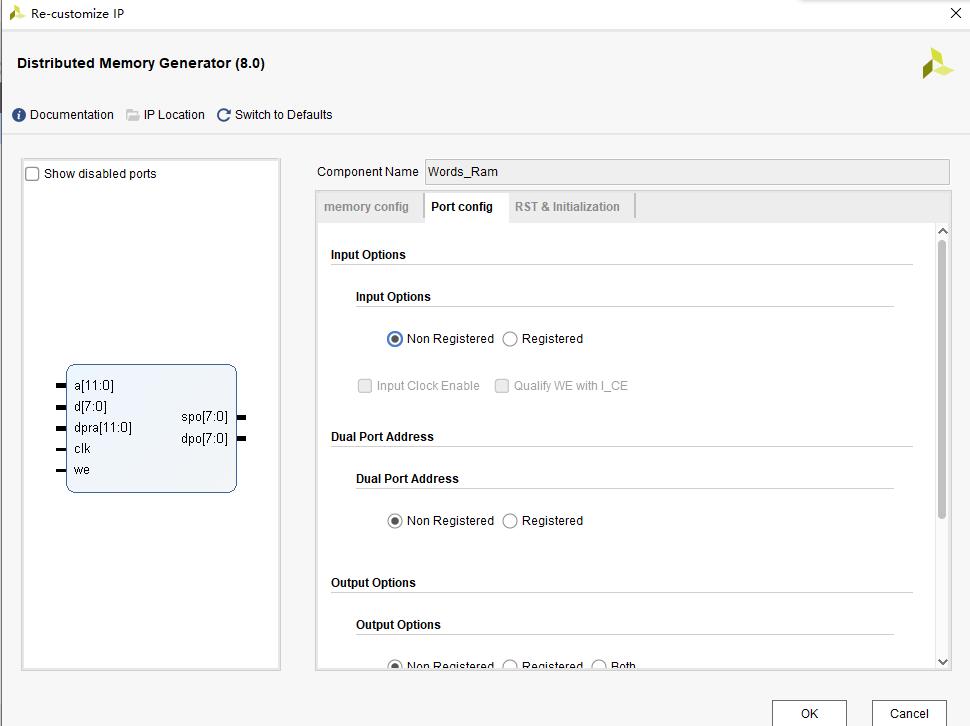 Re-customize IP
Distributed Memory Generator (8.0)
Documentation IP Location Switch to Defaults
Show disabled ports
a[11:0]
d[7:0]
dpra[11:0]
clk
we
spo[7:0]
dpo[7:0]
Component Name Words_Ram
memory config Port config RST & Initialization
Input Options
Input Options
Non Registered Registered
Input Clock Enable Qualify WE with I_CE
Dual Port Address
Dual Port Address
Non Registered Registered
Output Options
Output Options
Non Registered Registered Both
OK Cancel